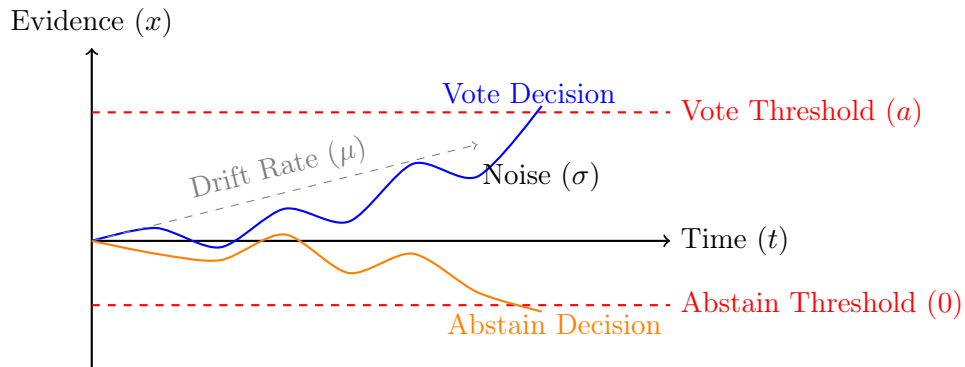 Evidence (x)
Vote Decision
Vote Threshold (a)
Drift Rate (μ)
Noise (σ)
Time (t)
Abstain Threshold (0)
Abstain Decision